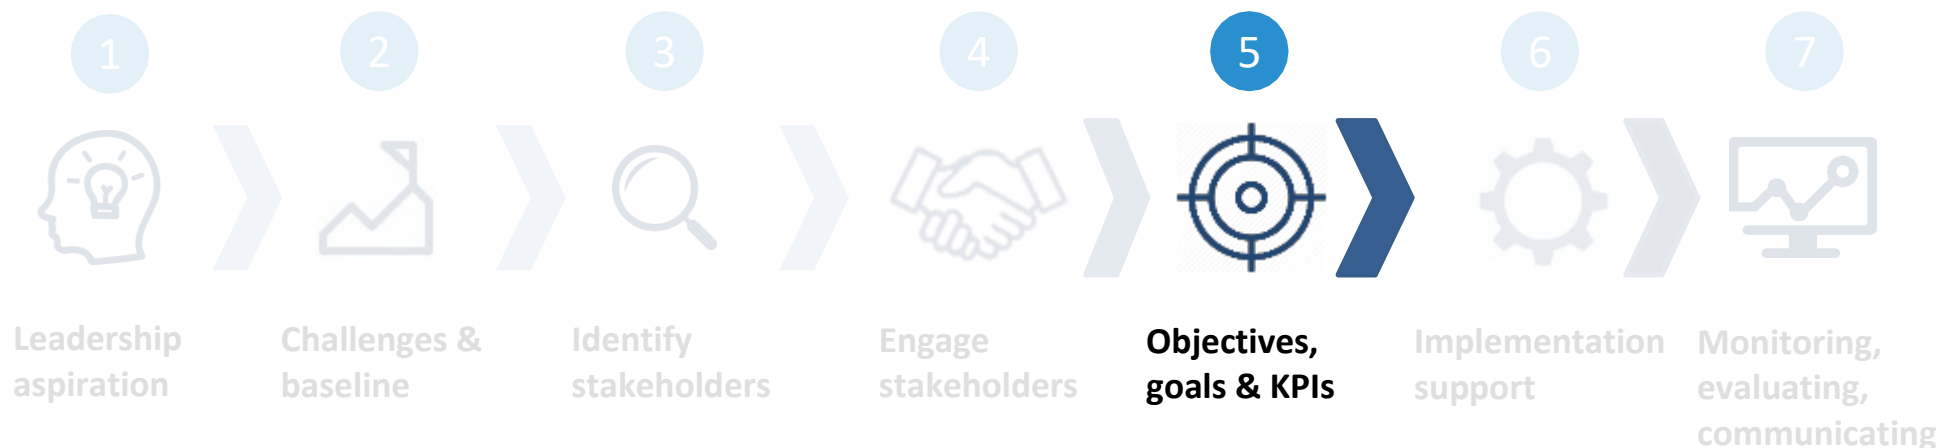 1
2
3
4
5
6
7
Leadership
aspiration
Challenges &
baseline
Identify
stakeholders
Engage
stakeholders
Objectives,
goals & KPIs
Implementation
support
Monitoring,
evaluating,
communicating